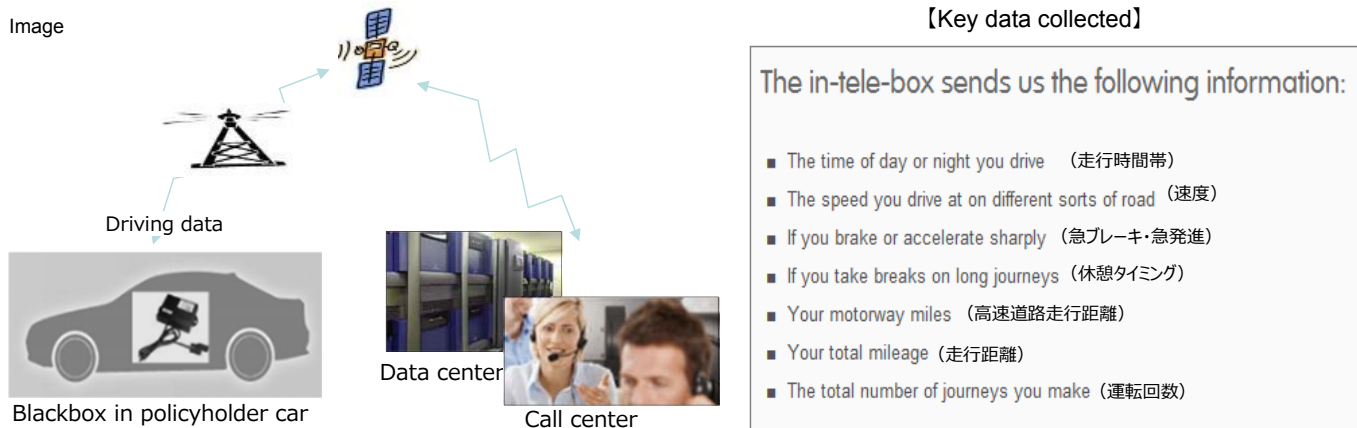 Image
Driving data
Blackbox in policyholder car
Data center
Call center
【Key data collected】
The in-tele-box sends us the following information:
■ The time of day or night you drive （走行時間帯）
■ The speed you drive at on different sorts of road （速度）
■ If you brake or accelerate sharply （急ブレーキ・急発進）
■ If you take breaks on long journeys （休憩タイミング）
■ Your motorway miles （高速道路走行距離）
■ Your total mileage （走行距離）
■ The total number of journeys you make （運転回数）